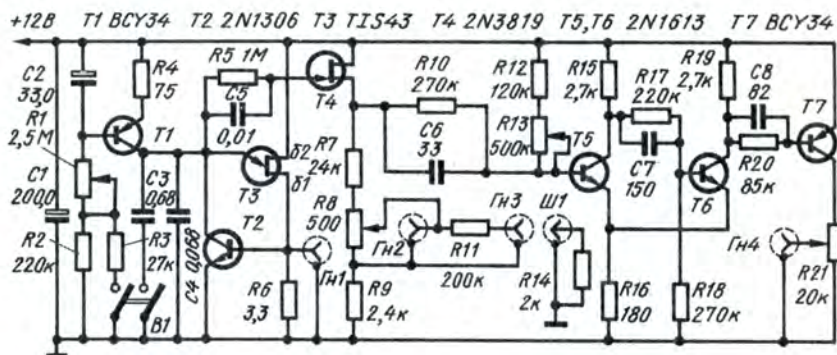 +12В T1 BCY34 T2 2N1306 T3 TIS43 T4 2N3819 T5,T6 2N1613 T7 BCY34
C2
33,0
R4
75
R1
2,5М
T1
C1
200,0
C3
0,68
R2
220к
R3
27к
C4 0,068
В1
R5 1М
C5
0,01
T4
δ2
T3
δ1
T2
R6
3,3
Гн1
R7
24к
R8
500
R9
2,4к
R10
270к
C6
33
Гн2
R11
200к
Гн3
R12
120к
R13
500к
Ш1
R14
2к
R15
2,7к
T5
R16
180
R17
220к
C7
150
R18
270к
R19
2,7к
C8
82
T6
R20
85к
T7
Гн4
R21
20к